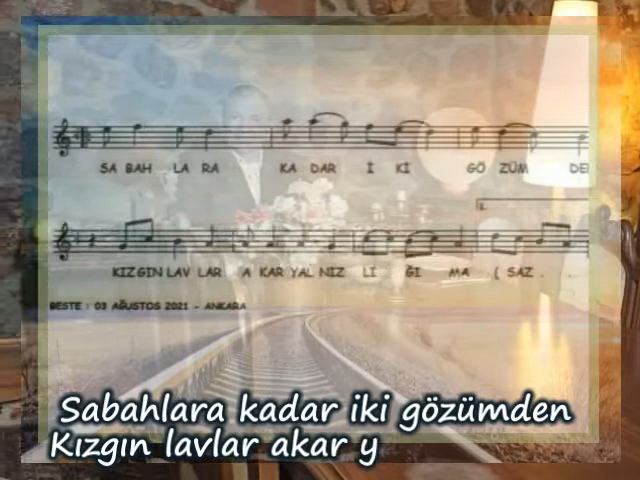 SA BAH LA RA KA DAR İ Kİ GÖ ZÜM DE
1.
KIZGIN LAV LAR A KAR YAL NIZ LI ĞI MA ( SAZ . .
BESTE : 03 AĞUSTOS 2021 - ANKARA
Sabahlara kadar iki gözümden
Kızgın lavlar akar y